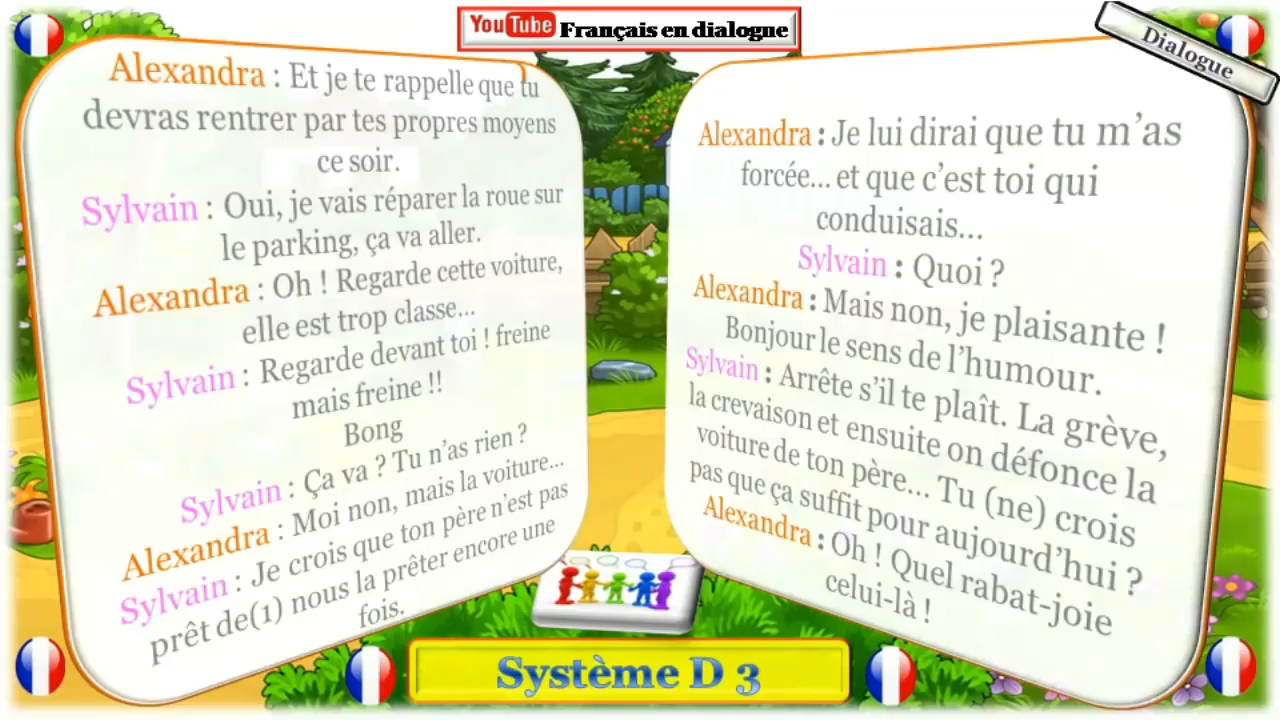 YouTube Français en dialogue
Dialogue
Alexandra : Et je te rappelle que tu
devras rentrer par tes propres moyens
ce soir.
Sylvain : Oui, je vais réparer la roue sur
le parking, ça va aller.
Alexandra : Oh ! Regarde cette voiture,
elle est trop classe...
Sylvain : Regarde devant toi ! freine
mais freine !!
Bong
Sylvain : Ça va ? Tu n'as rien ?
Alexandra : Moi non, mais la voiture...
Sylvain : Je crois que ton père n'est pas
prêt de(1) nous la prêter encore une
fois.
Alexandra : Je lui dirai que tu m'as
forcée... et que c'est toi qui
conduisais...
Sylvain : Quoi ?
Alexandra : Mais non, je plaisante !
Bonjour le sens de l'humour.
Sylvain : Arrête s'il te plaît. La grève,
la crevaison et ensuite on défonce la
voiture de ton père... Tu (ne) crois
pas que ça suffit pour aujourd'hui ?
Alexandra : Oh ! Quel rabat-joie
celui-là !
Système D 3